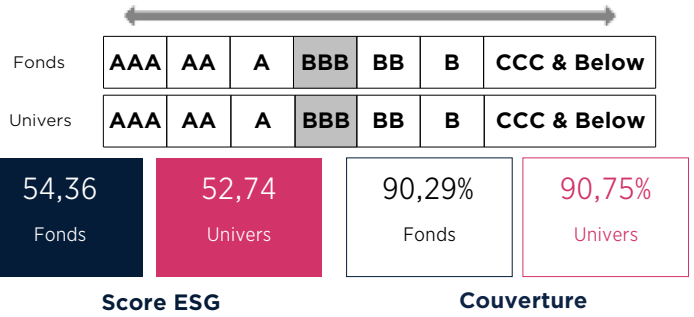 Fonds AAA AA A BBB BB B CCC & Below
Univers AAA AA A BBB BB B CCC & Below
54,36 52,74 90,29% 90,75%
Fonds Univers Fonds Univers
Score ESG Couverture